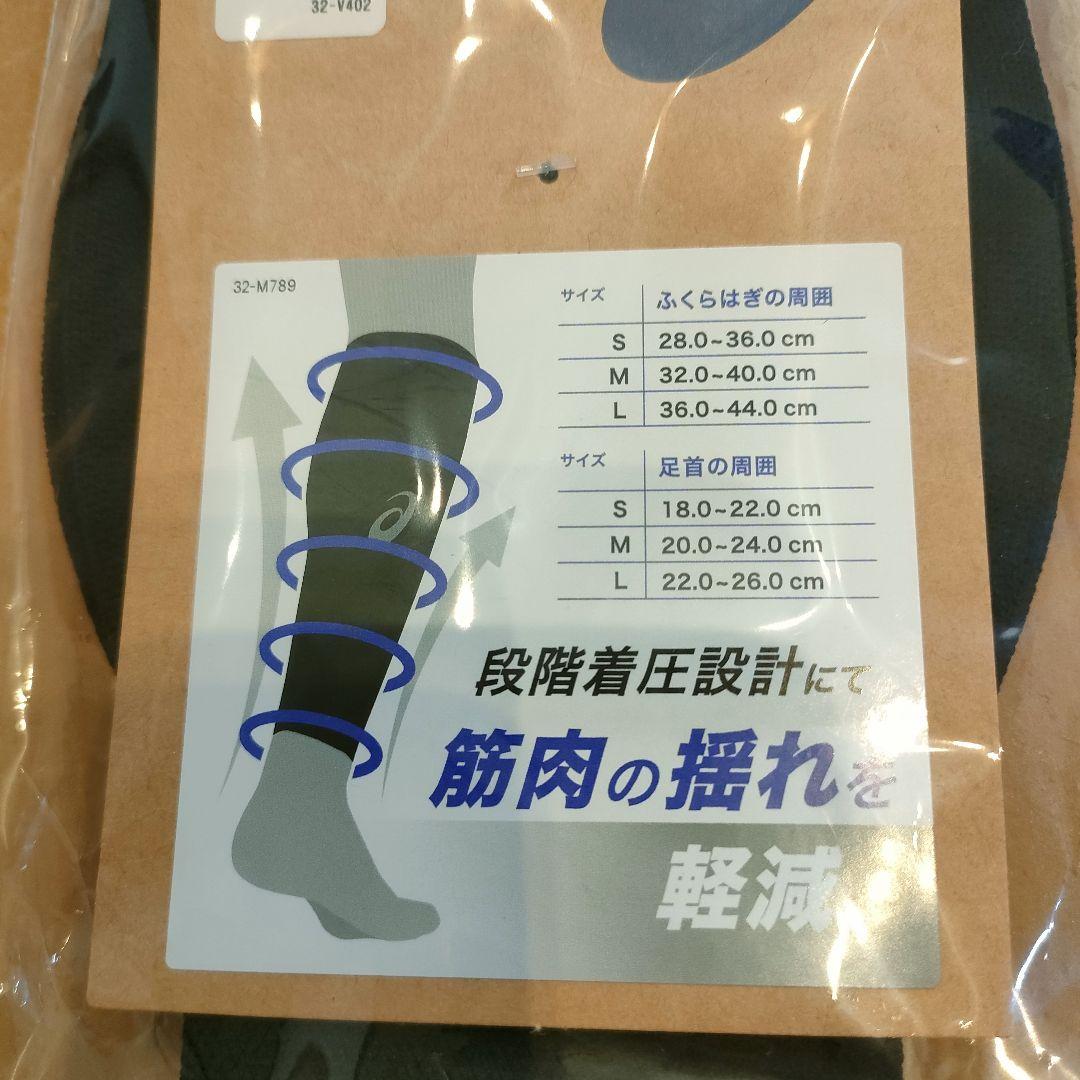 32-V402
32-M789
サイズ ふくらはぎの周囲
S 28.0~36.0 cm
M 32.0~40.0 cm
L 36.0~44.0 cm
サイズ 足首の周囲
S 18.0~22.0 cm
M 20.0~24.0 cm
L 22.0~26.0 cm
段階着圧設計にて
筋肉の揺れを
軽減